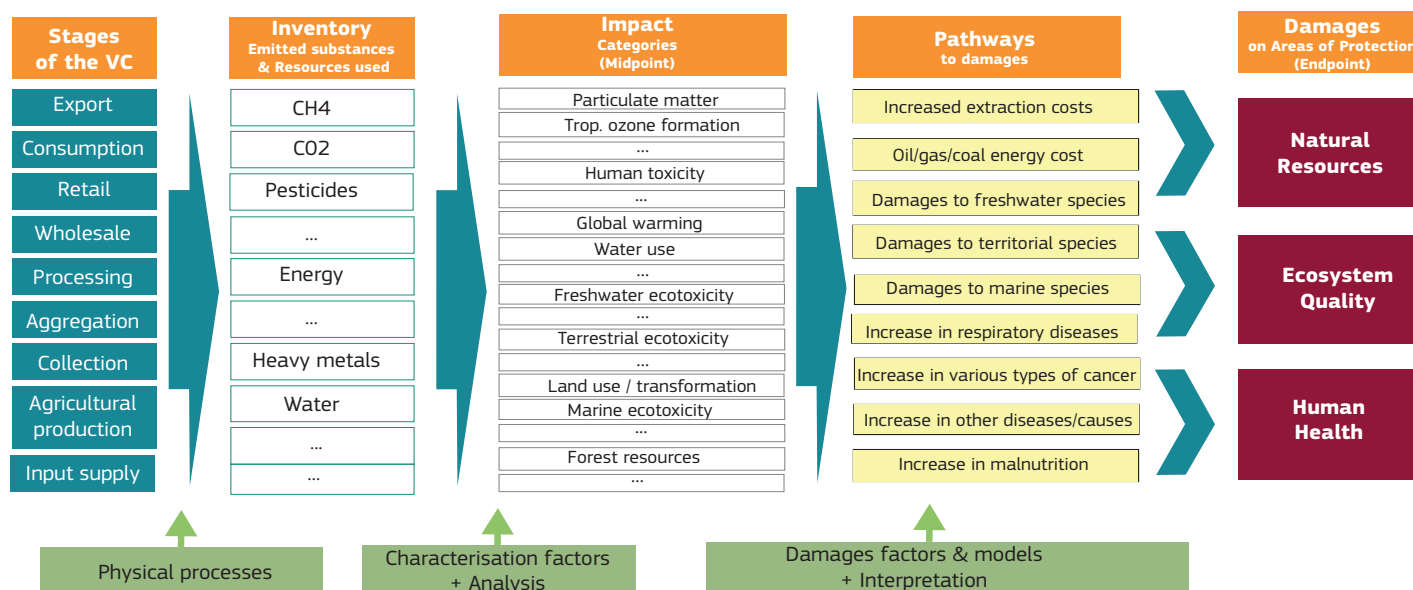 Stages
of the VC
Export
Consumption
Retail
Wholesale
Processing
Aggregation
Collection
Agricultural
production
Input supply
Inventory
Emitted substances
& Resources used
CH4
CO2
Pesticides
...
Energy
...
Heavy metals
Water
...
...
Impact
Categories
(Midpoint)
Particulate matter
Trop. ozone formation
...
Human toxicity
...
Global warming
Water use
...
Freshwater ecotoxicity
...
Terrestrial ecotoxicity
...
Land use / transformation
Marine ecotoxicity
...
Forest resources
...
Pathways
to damages
Increased extraction costs
Oil/gas/coal energy cost
Damages to freshwater species
Damages to territorial species
Damages to marine species
Increase in respiratory diseases
Increase in various types of cancer
Increase in other diseases/causes
Increase in malnutrition
Damages
on Areas of Protection
(Endpoint)
Natural
Resources
Ecosystem
Quality
Human
Health
Physical processes
Characterisation factors
+ Analysis
Damages factors & models
+ Interpretation